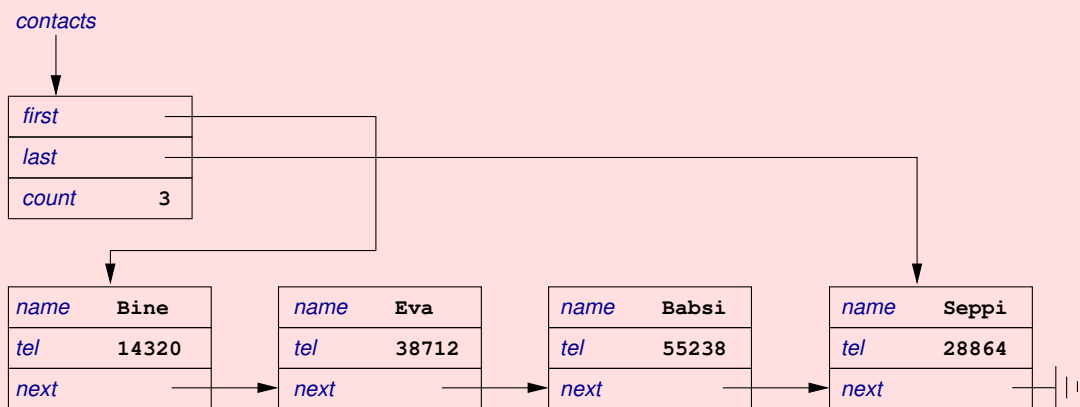 contacts
first
last
count 3
name Bine name Eva name Babsi name Seppi
tel 14320 tel 38712 tel 55238 tel 28864
next next next next